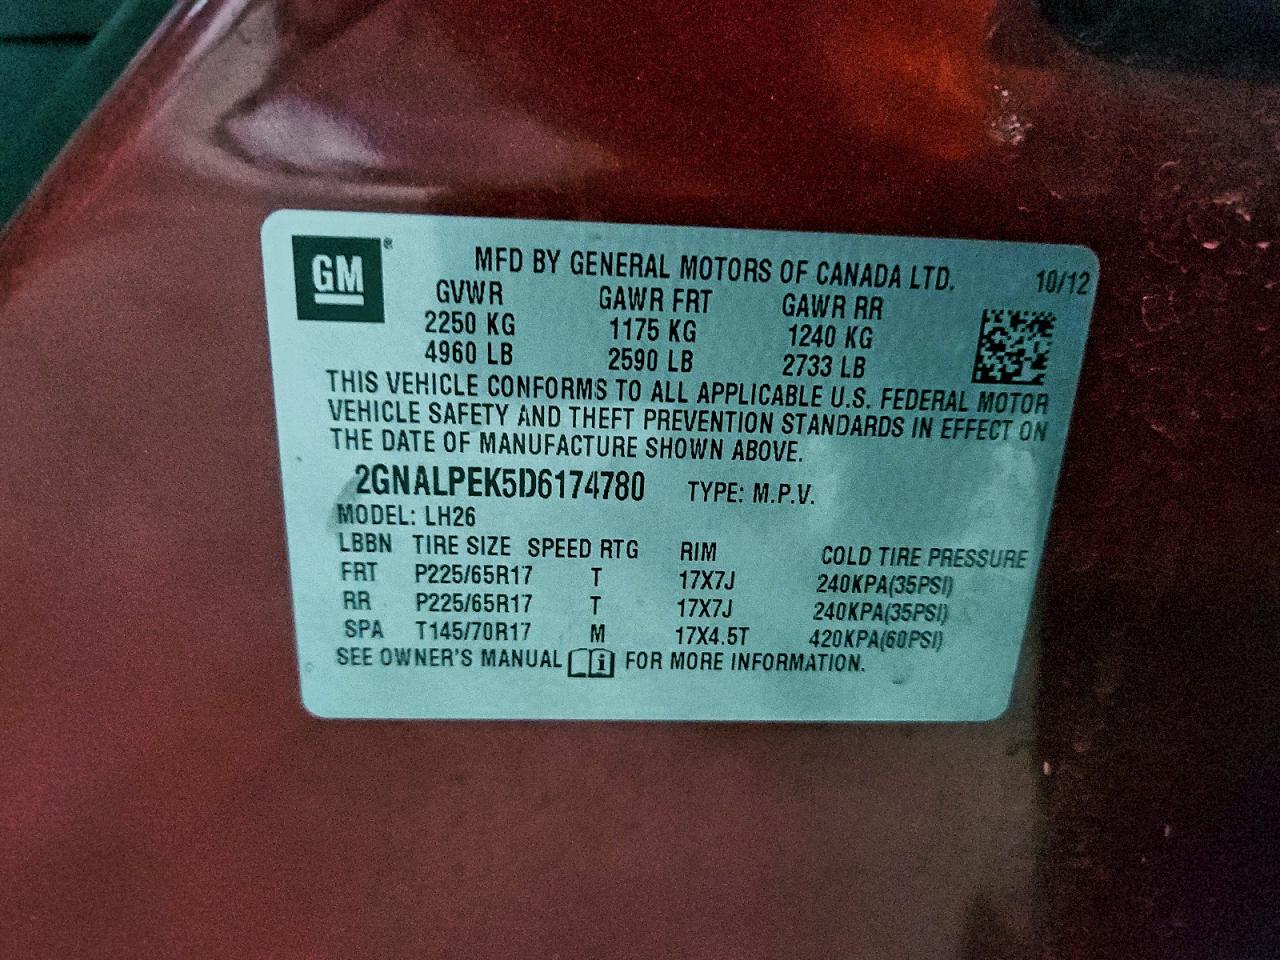 GM ® MFD BY GENERAL MOTORS OF CANADA LTD. 10/12
GVWR GAWR FRT GAWR RR
2250 KG 1175 KG 1240 KG
4960 LB 2590 LB 2733 LB
THIS VEHICLE CONFORMS TO ALL APPLICABLE U.S. FEDERAL MOTOR
VEHICLE SAFETY AND THEFT PREVENTION STANDARDS IN EFFECT ON
THE DATE OF MANUFACTURE SHOWN ABOVE.
2GNALPEK5D6174780 TYPE: M.P.V.
MODEL: LH26
LBBN TIRE SIZE SPEED RTG RIM COLD TIRE PRESSURE
FRT P225/65R17 T 17X7J 240KPA(35PSI)
RR P225/65R17 T 17X7J 240KPA(35PSI)
SPA T145/70R17 M 17X4.5T 420KPA(60PSI)
SEE OWNER'S MANUAL i FOR MORE INFORMATION.